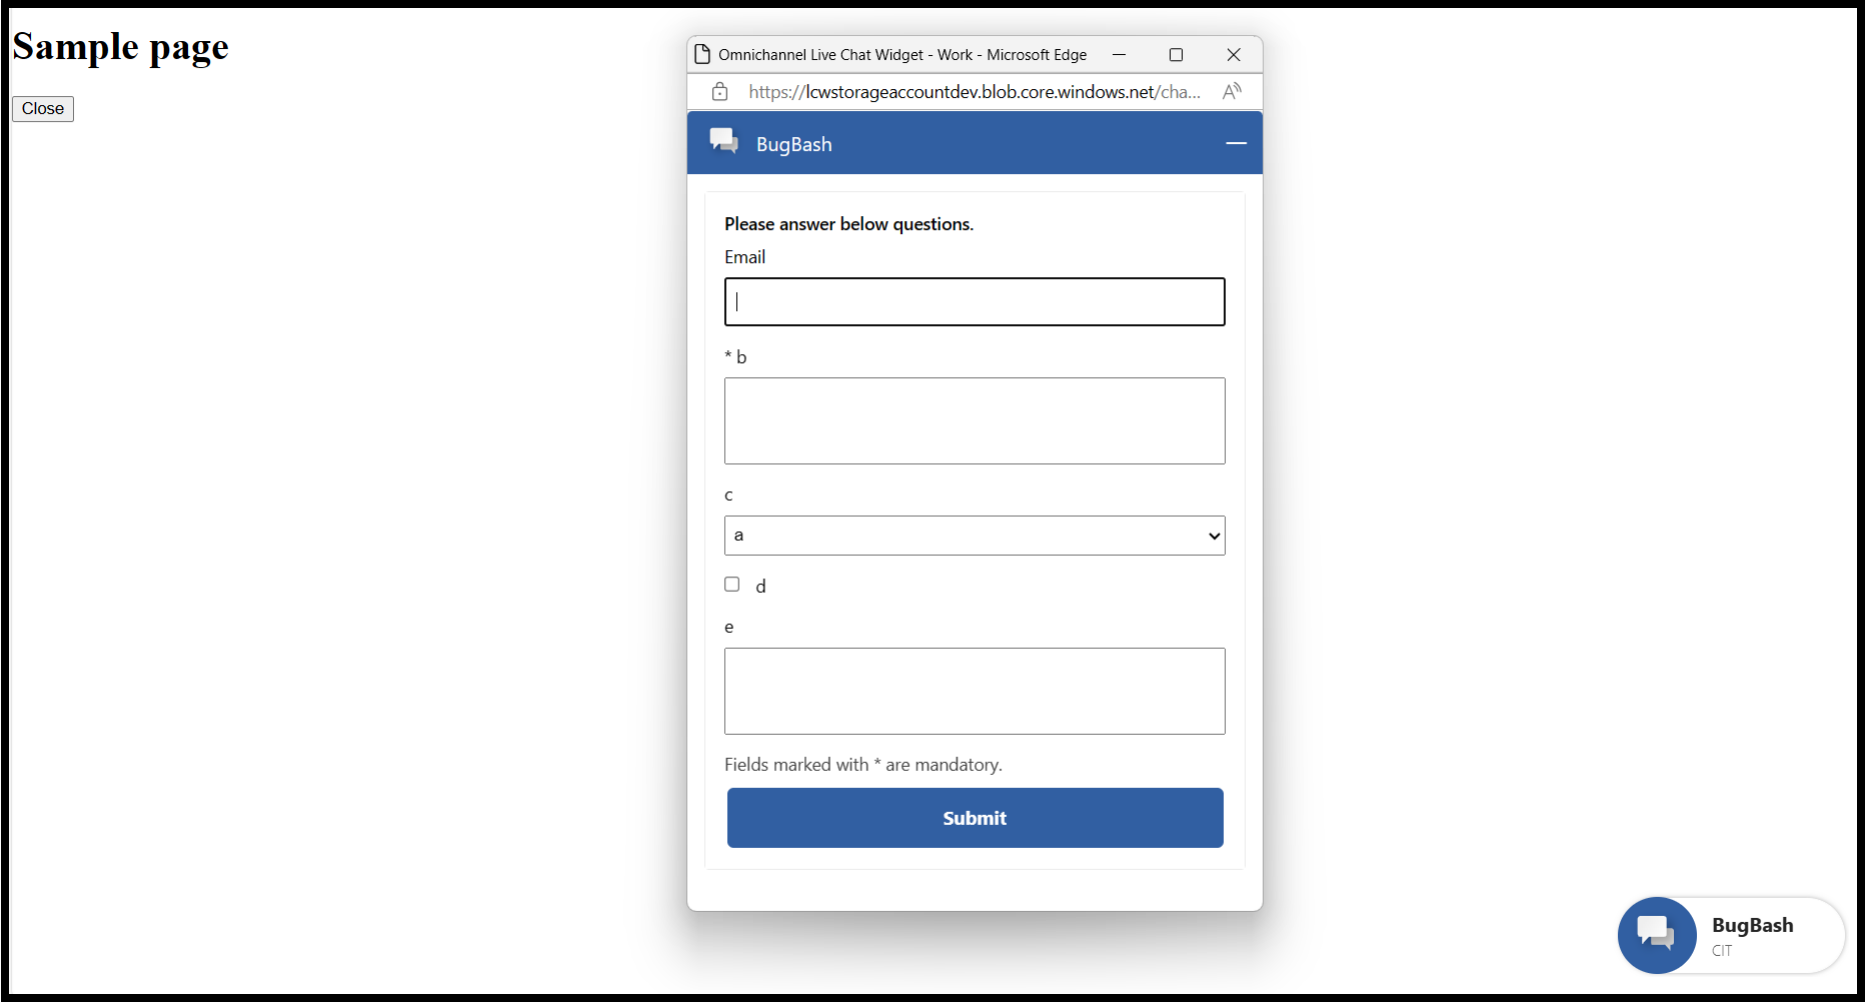 Sample page
Close
Omnichannel Live Chat Widget - Work - Microsoft Edge
https://lcwstorageaccountdev.blob.core.windows.net/cha...
BugBash
Please answer below questions.
Email
* b
c
a
d
e
Fields marked with * are mandatory.
Submit
BugBash
CIT